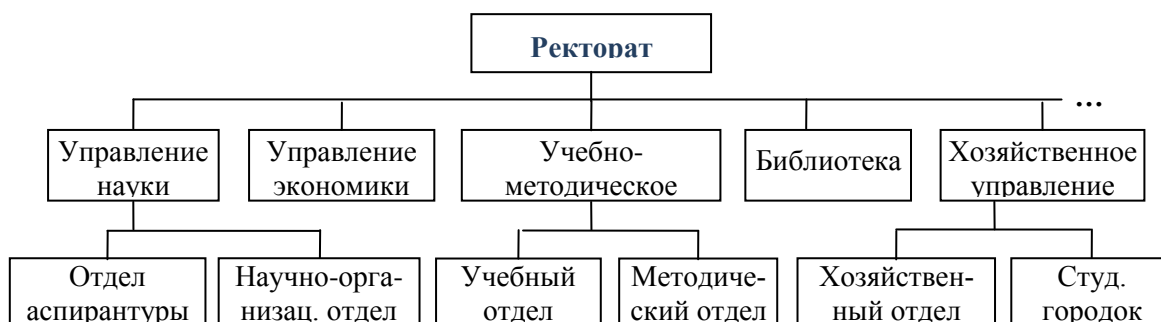 Ректорат
...
Управление
науки
Управление
экономики
Учебно-
методическое
Библиотека
Хозяйственное
управление
Отдел
аспирантуры
Научно-орга-
низац. отдел
Учебный
отдел
Методиче-
ский отдел
Хозяйствен-
ный отдел
Студ.
городок